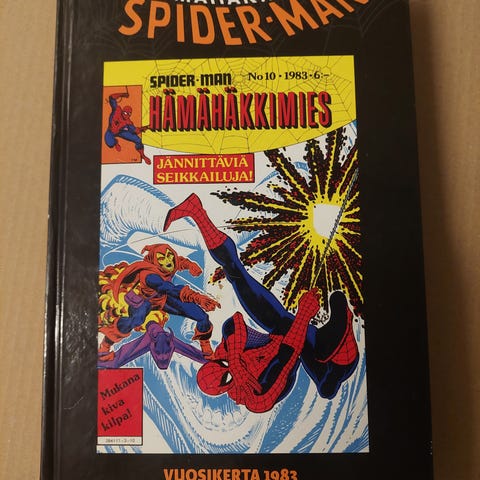 SPIDER-MAN
SPIDER-MAN
No 10 • 1983 • 6:-
HÄMÄHÄKKIMIES
JÄNNITTÄVIÄ
SEIKKAILUJA!
Mukana
kiva
kilpa!
VUOSIKERTA 1983